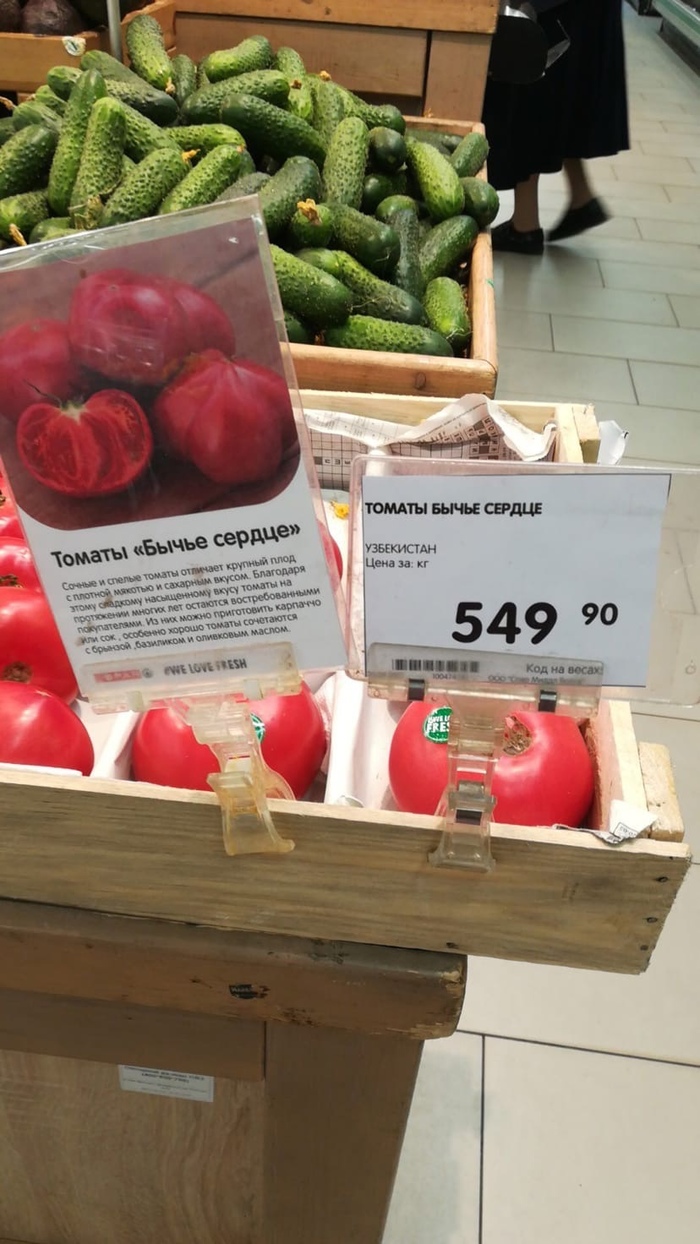 Томаты «Бычье сердце»
Сочные и спелые томаты отличает крупный плод
с плотной мякотью и сахарным вкусом. Благодаря
этому сладкому насыщенному вкусу томаты на
протяжении многих лет остаются востребованными
покупателями. Из них можно приготовить карпаччо
или сок , особенно хорошо томаты сочетаются
с брынзой ,базиликом и оливковым маслом.
#WE LOVE FRESH
ТОМАТЫ БЫЧЬЕ СЕРДЦЕ
УЗБЕКИСТАН
Цена за: кг
549 90
Код на весах: